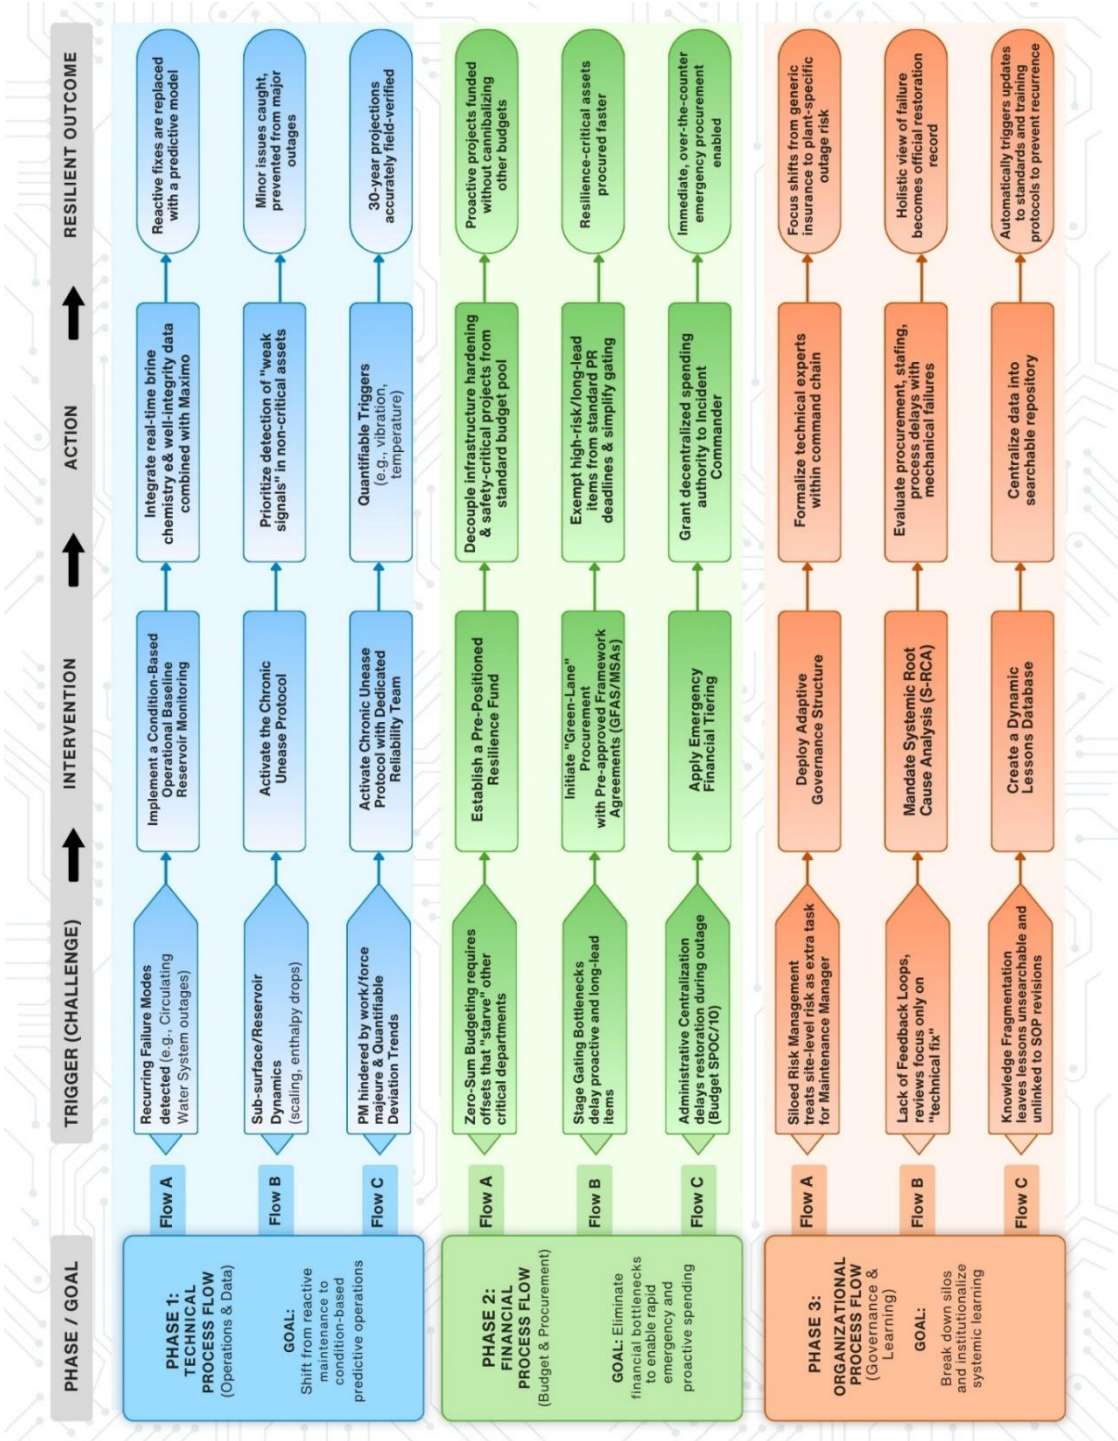 PHASE / GOAL
TRIGGER (CHALLENGE)
INTERVENTION
ACTION
RESILIENT OUTCOME
PHASE 1:
TECHNICAL
PROCESS FLOW
(Operations & Data)
GOAL:
Shift from reactive
maintenance to
condition-based
predictive operations
Flow A
Recurring Failure Modes
detected (e.g., Circulating
Water System outages)
Implement a Condition-Based
Operational Baseline
Reservoir Monitoring
Integrate real-time brine
chemistry e& well-integrity data
combined with Maximo
Reactive fixes are replaced
with a predictive model
Flow B
Sub-surface/Reservoir
Dynamics
(scaling, enthalpy drops)
Activate the Chronic
Unease Protocol
Prioritize detection of "weak
signals" in non-critical assets
Minor issues caught,
prevented from major
outages
Flow C
PM hindered by work/force
majeure & Quantifiable
Deviation Trends
Activate Chronic Unease
Protocol with Dedicated
Reliability Team
Quantifiable Triggers
(e.g., vibration,
temperature)
30-year projections
accurately field-verified
PHASE 2:
FINANCIAL
PROCESS FLOW
(Budget & Procurement)
GOAL: Eliminate
financial bottlenecks
to enable rapid
emergency and
proactive spending
Flow A
Zero-Sum Budgeting requires
offsets that "starve" other
critical departments
Establish a Pre-Positioned
Resilience Fund
Decouple infrastructure hardening
& safety-critical projects from
standard budget pool
Proactive projects funded
without cannibalizing
other budgets
Flow B
Stage Gating Bottlenecks
delay proactive and long-lead
items
Initiate "Green-Lane"
Procurement
with Pre-approved Framework
Agreements (GFAS/MSAs)
Exempt high-risk/long-lead
items from standard PR
deadlines & simplify gating
Resilience-critical assets
procured faster
Flow C
Administrative Centralization
delays restoration during outage
(Budget SPOC/10)
Apply Emergency
Financial Tiering
Grant decentralized spending
authority to Incident
Commander
Immediate, over-the-counter
emergency procurement
enabled
PHASE 3:
ORGANIZATIONAL
PROCESS FLOW
(Governance &
Learning)
GOAL:
Break down silos
and institutionalize
systemic learning
Flow A
Siloed Risk Management
treats site-level risk as extra task
for Maintenance Manager
Deploy Adaptive
Governance Structure
Formalize technical experts
within command chain
Focus shifts from generic
insurance to plant-specific
outage risk
Flow B
Lack of Feedback Loops,
reviews focus only on
"technical fix"
Mandate Systemic Root
Cause Analysis (S-RCA)
Evaluate procurement, stafing,
process delays with
mechanical failures
Holistic view of failure
becomes official restoration
record
Flow C
Knowledge Fragmentation
leaves lessons unsearchable and
unlinked to SOP revisions
Create a Dynamic
Lessons Database
Centralize data into
searchable repository
Automatically triggers updates
to standards and training
protocols to prevent recurrence